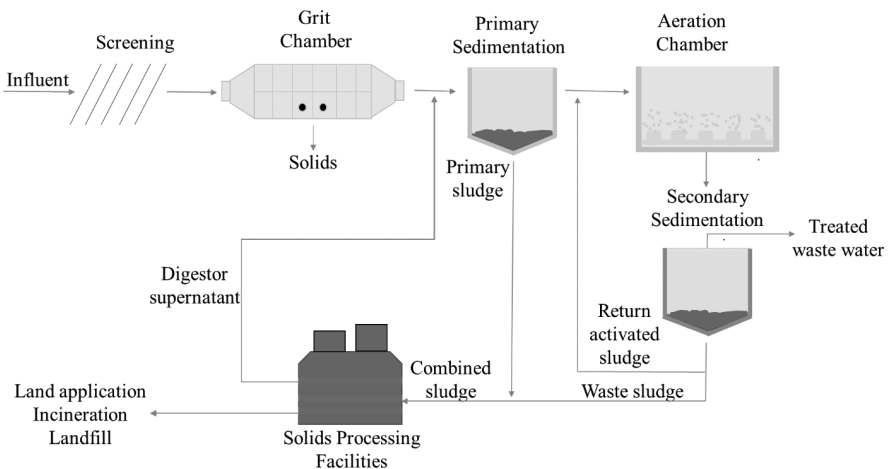 Grit
Chamber
Primary
Sedimentation
Aeration
Chamber
Screening
Influent
Solids
Primary
sludge
Secondary
Sedimentation
Treated
waste water
Digestor
supernatant
Return
activated
sludge
Combined
sludge
Waste sludge
Land application
Incineration
Landfill
Solids Processing
Facilities